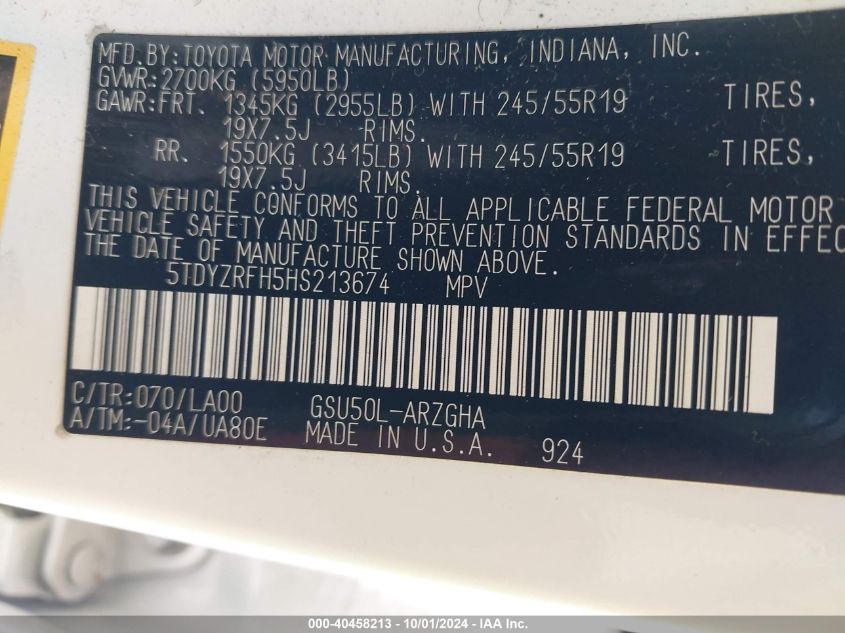 MFD.BY:TOYOTA MOTOR MANUFACTURING, INDIANA, INC.
GVWR:2700KG (5950LB)
GAWR:FRT. 1345KG (2955LB) WITH 245/55R19 TIRES,
19X7.5J RIMS.
RR. 1550KG (3415LB) WITH 245/55R19 TIRES,
19X7.5J RIMS.
THIS VEHICLE CONFORMS TO ALL APPLICABLE FEDERAL MOTOR
VEHICLE SAFETY AND THEFT PREVENTION STANDARDS IN EFFEC
THE DATE OF MANUFACTURE SHOWN ABOVE.
5TDYZRFH5HS213674 MPV
C/TR:070/LA00 GSU50L-ARZGHA
A/TM:-04A/UA80E MADE IN U.S.A. 924
000-40458213 - 10/01/2024 - IAA Inc.